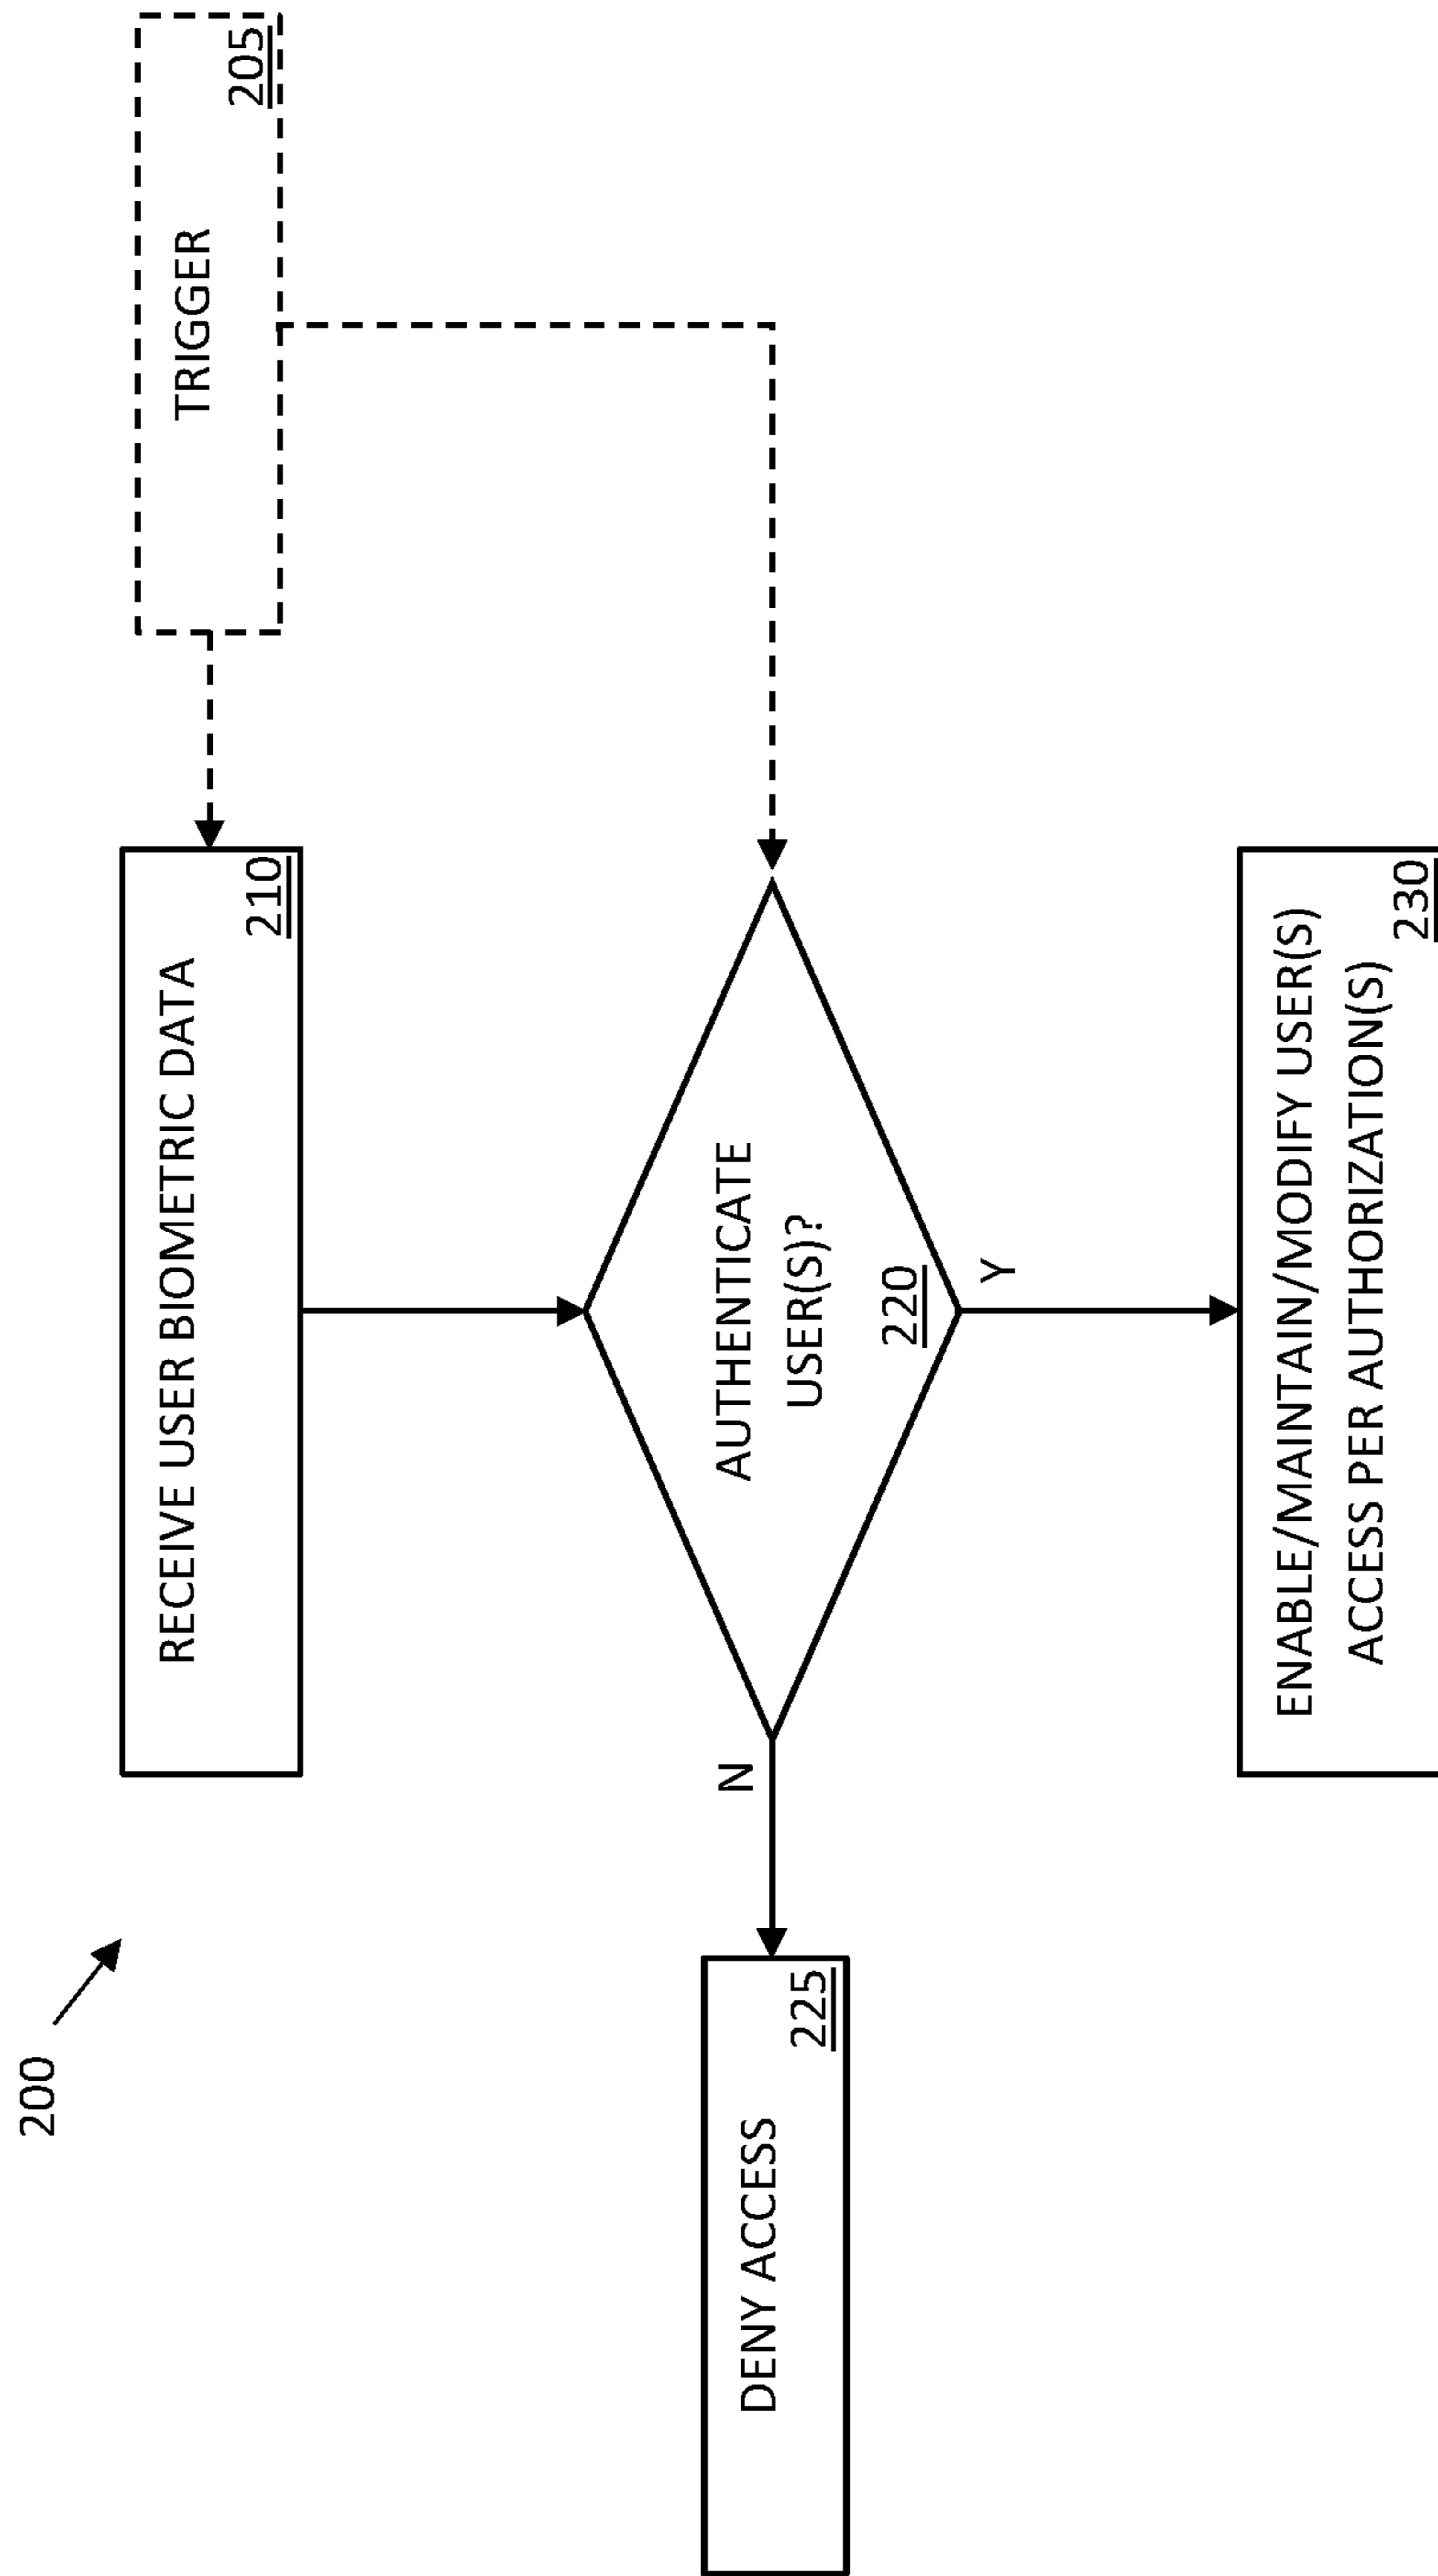 200
RECEIVE USER BIOMETRIC DATA
210
TRIGGER
205
DENY ACCESS
225
N
AUTHENTICATE
USER(S)?
220
Y
ENABLE/MAINTAIN/MODIFY USER(S)
ACCESS PER AUTHORIZATION(S)
230